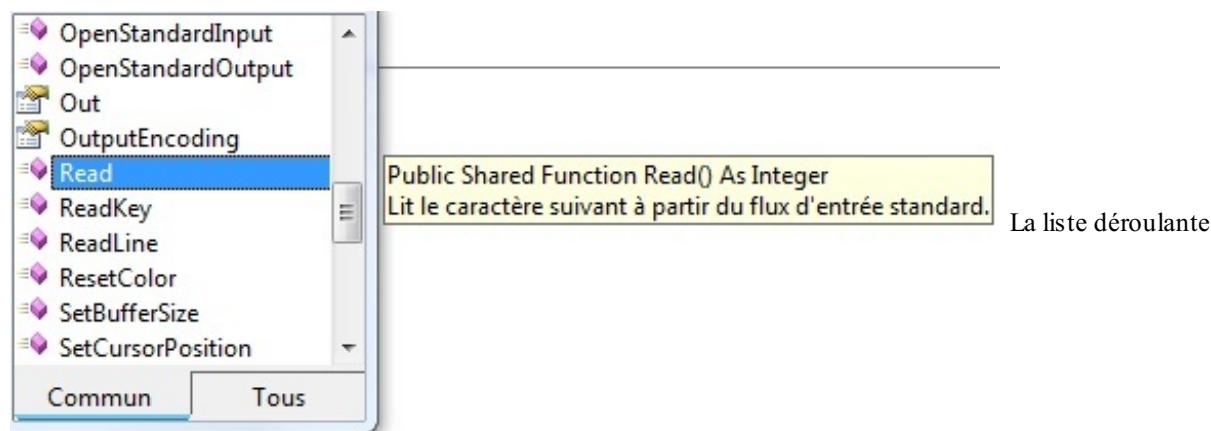 OpenStandardInput
OpenStandardOutput
Out
OutputEncoding
Read
Public Shared Function Read() As Integer
Lit le caractère suivant à partir du flux d'entrée standard.
La liste déroulante
ReadKey
ReadLine
ResetColor
SetBufferSize
SetCursorPosition
Commun
Tous